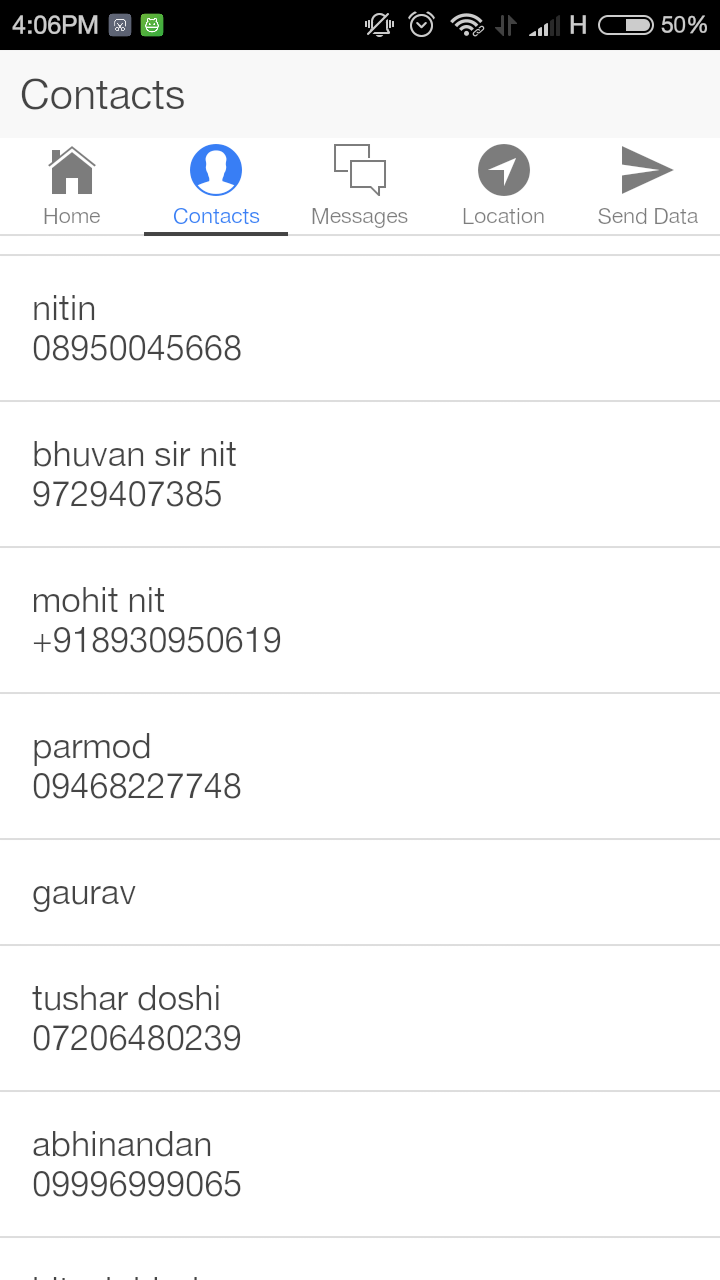 4:06PM H 50%
Contacts
Home Contacts Messages Location Send Data
nitin
08950045668
bhuvan sir nit
9729407385
mohit nit
+918930950619
parmod
09468227748
gaurav
tushar doshi
07206480239
abhinandan
09996999065